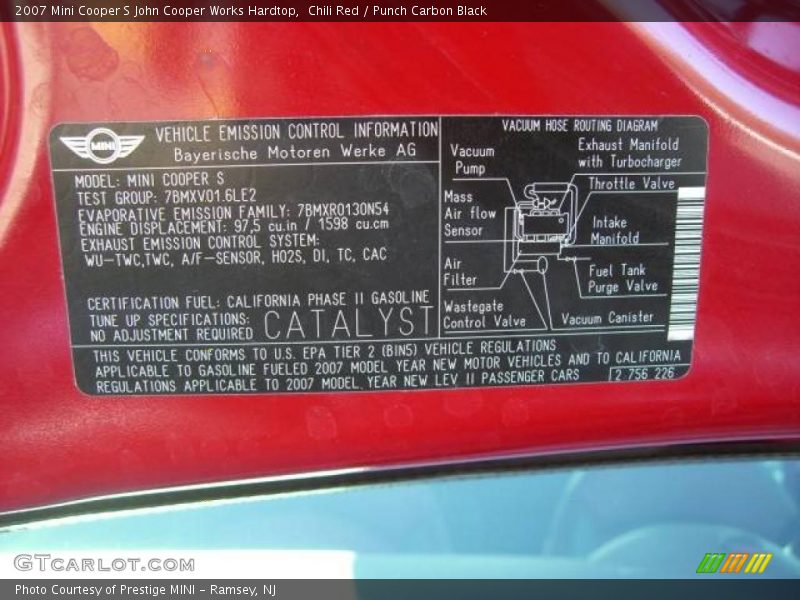 2007 Mini Cooper S John Cooper Works Hardtop,  Chili Red / Punch Carbon Black
MINI
VEHICLE EMISSION CONTROL INFORMATION
Bayerische Motoren Werke AG
MODEL: MINI COOPER S
TEST GROUP: 7BMXV01.6LE2
EVAPORATIVE EMISSION FAMILY: 7BMXR0130N54
ENGINE DISPLACEMENT: 97,5 cu.in / 1598 cu.cm
EXHAUST EMISSION CONTROL SYSTEM:
WU-TWC,TWC, A/F-SENSOR, HO2S, DI, TC, CAC
CERTIFICATION FUEL: CALIFORNIA PHASE II GASOLINE
TUNE UP SPECIFICATIONS:
NO ADJUSTMENT REQUIRED
CATALYST
VACUUM HOSE ROUTING DIAGRAM
Vacuum
Pump
Exhaust Manifold
with Turbocharger
Throttle Valve
Mass
Air flow
Sensor
Intake
Manifold
Air
Filter
Fuel Tank
Purge Valve
Wastegate
Control Valve
Vacuum Canister
THIS VEHICLE CONFORMS TO U.S. EPA TIER 2 (BIN5) VEHICLE REGULATIONS
APPLICABLE TO GASOLINE FUELED 2007 MODEL YEAR NEW MOTOR VEHICLES AND TO CALIFORNIA
REGULATIONS APPLICABLE TO 2007 MODEL YEAR NEW LEV II PASSENGER CARS
2 756 226
GTCARLOT.COM
Photo Courtesy of Prestige MINI - Ramsey, NJ